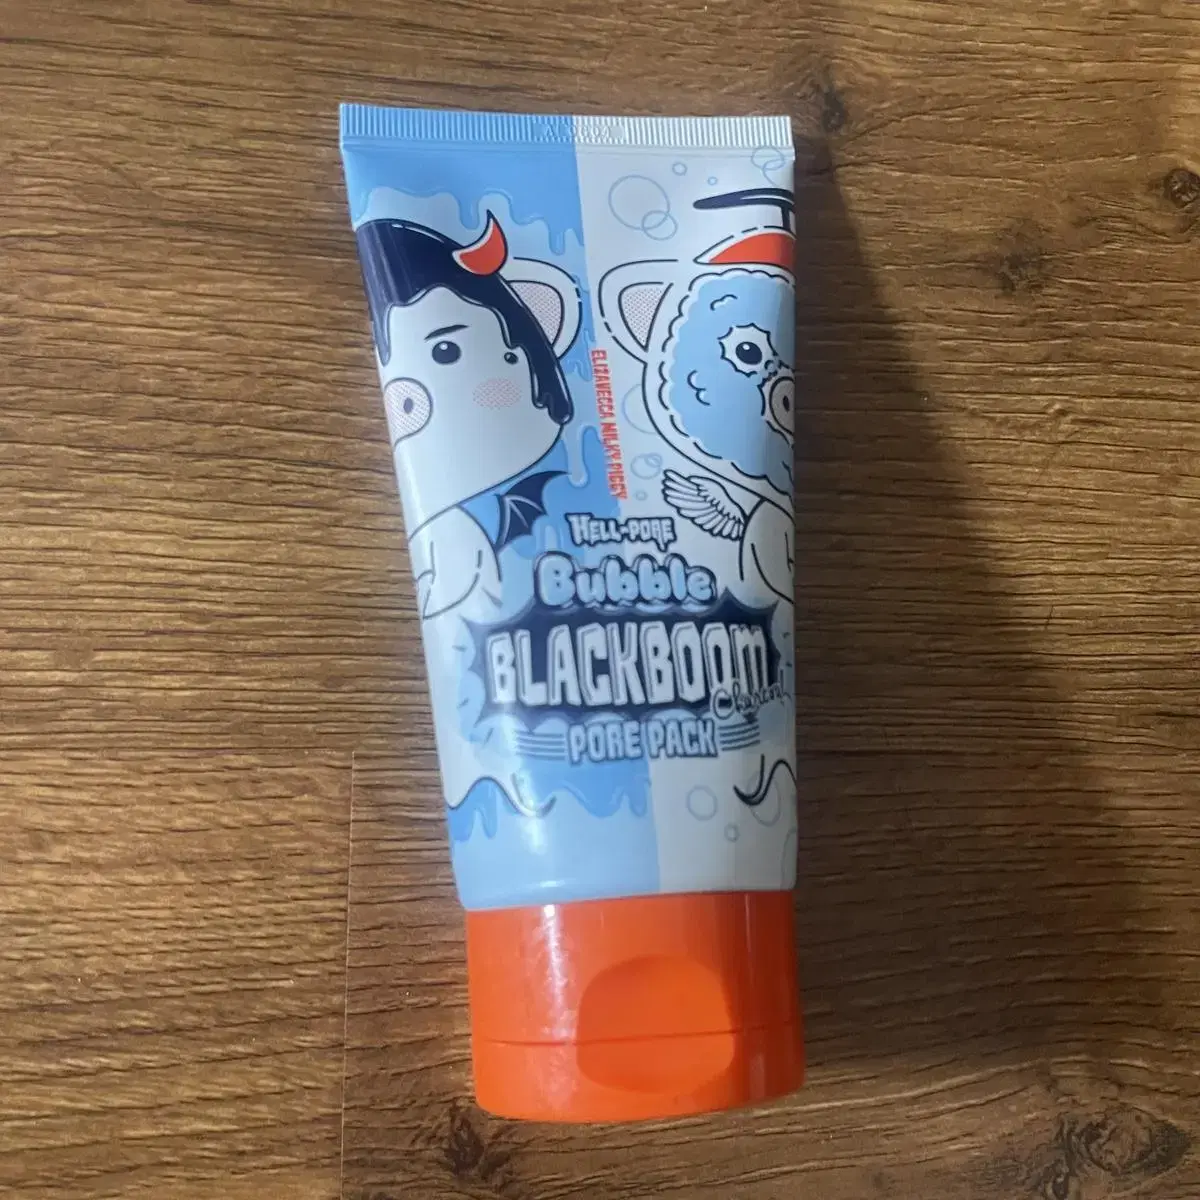 ELIZAVECCA MILKY PIGGY
HELL-PORE
Bubble
BLACKBOOM
Charcoal
PORE PACK